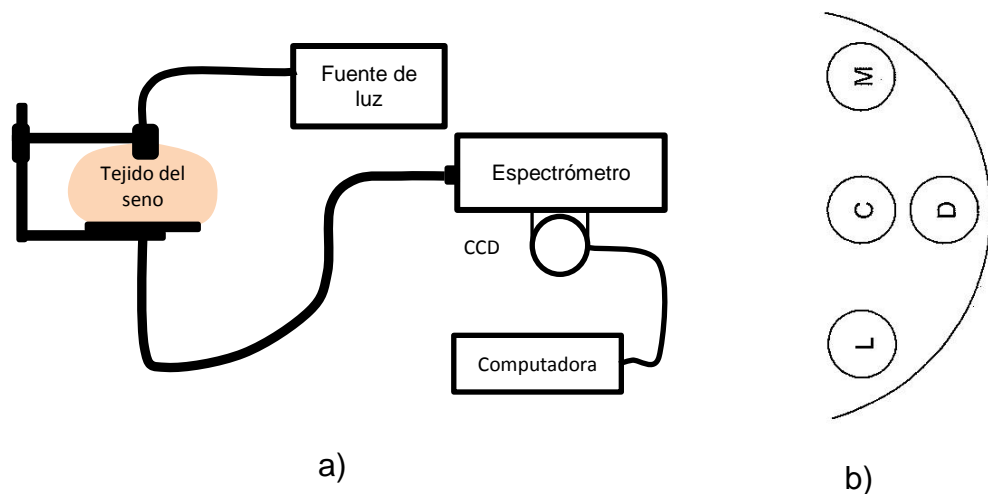 Fuente de
luz
Tejido del
seno
Espectrómetro
CCD
Computadora
a)
M
C
D
L
b)